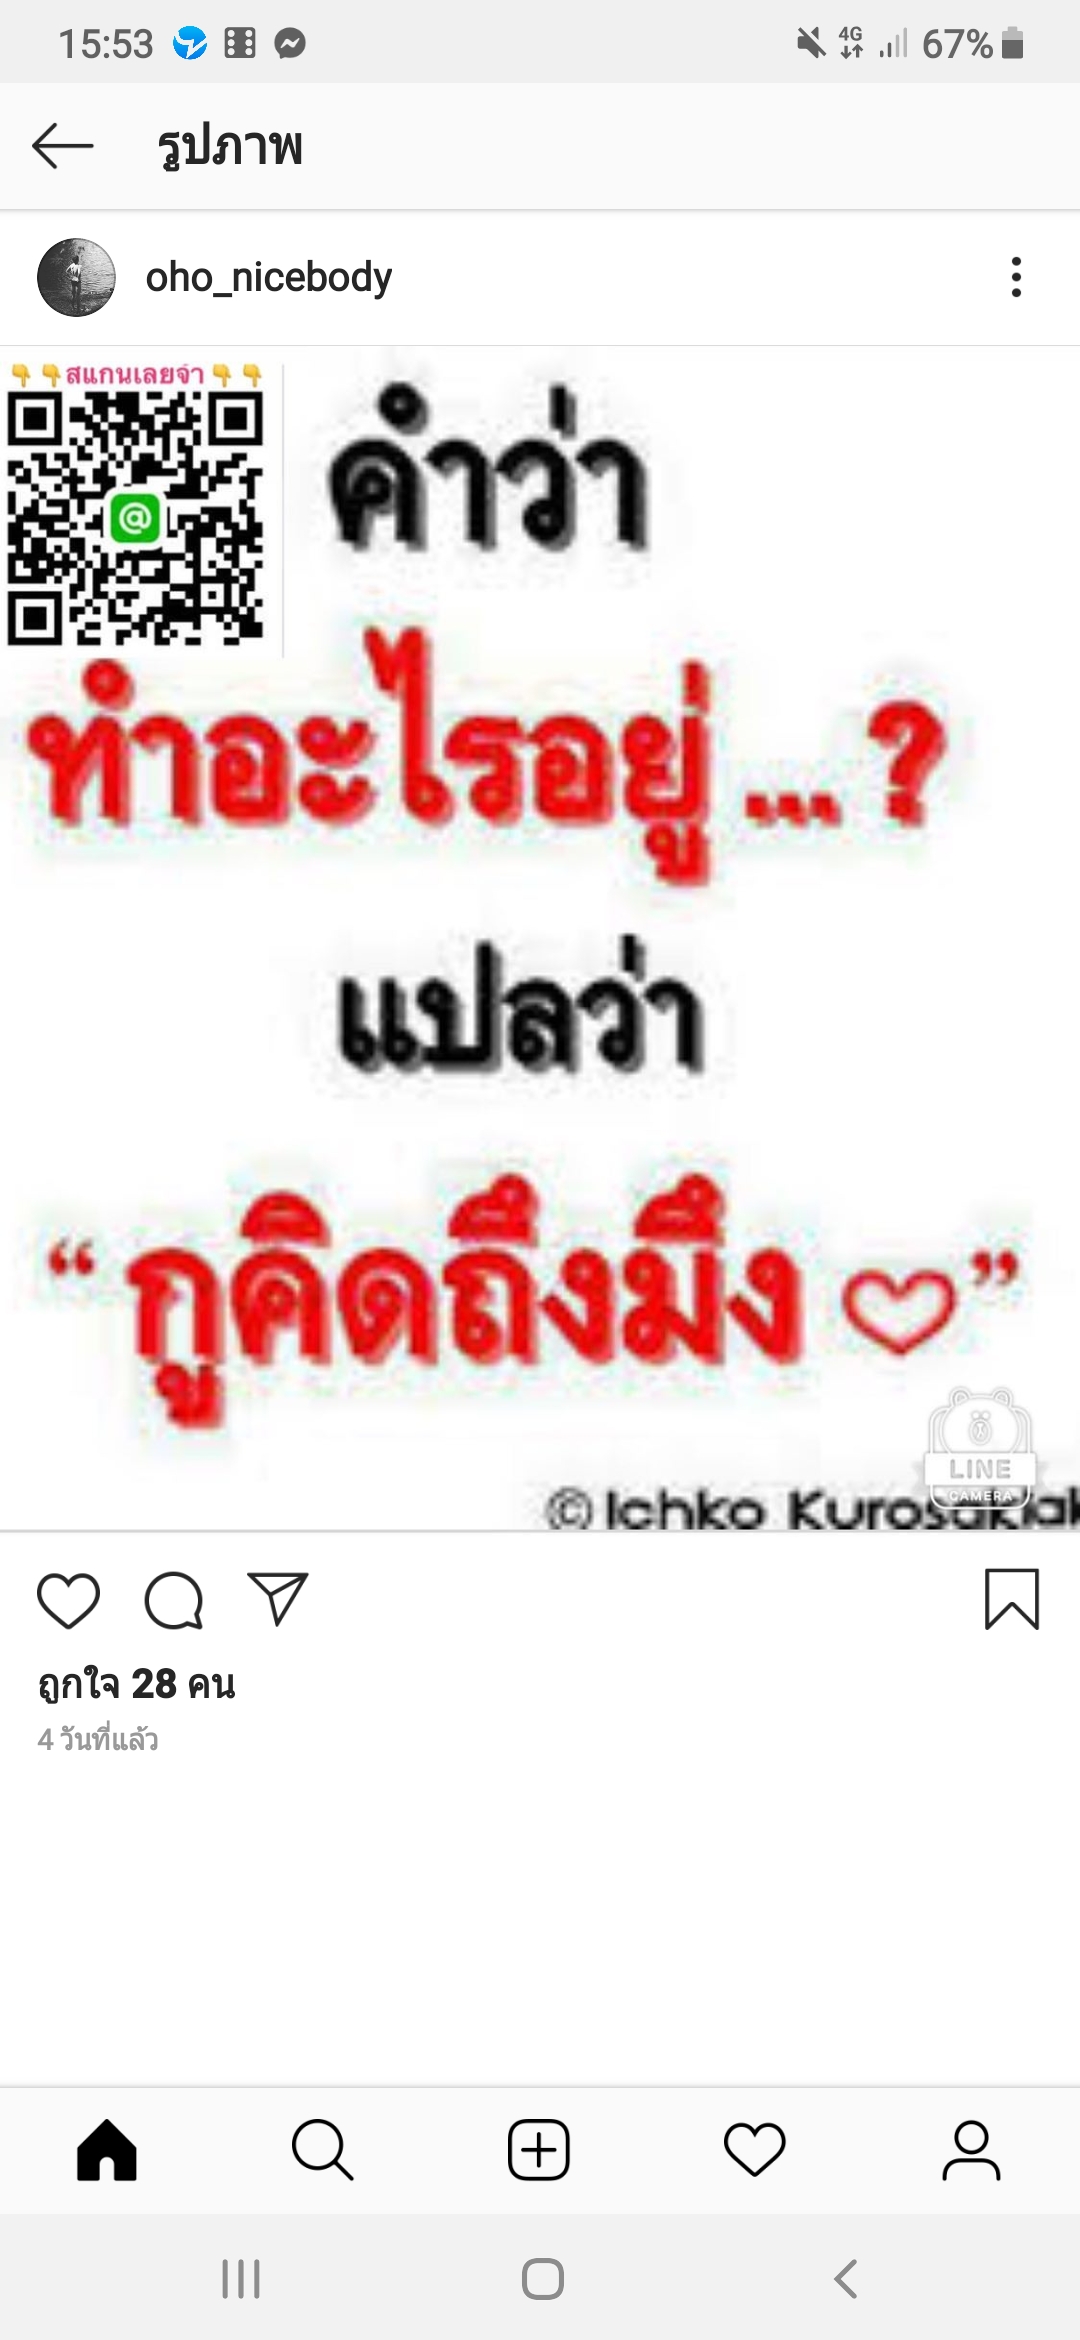 15:53
4G
67%
รูปภาพ
oho_nicebody
👇👇สแกนเลยจ้า👇👇
@
คำว่า
ทำอะไรอยู่ ... ?
แปลว่า
“ กูคิดถึงมึง ♡ ”
LINE
CAMERA
© Ichko Kurosakiak
ถูกใจ 28 คน
4 วันที่แล้ว